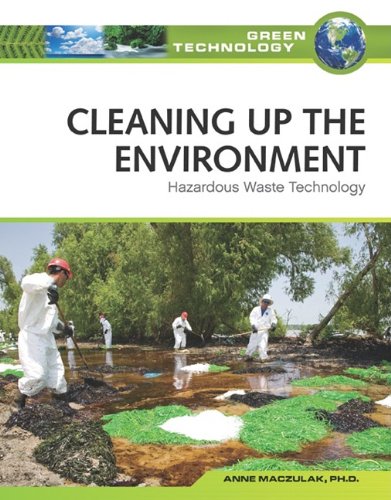 GREEN
TECHNOLOGY
CLEANING UP THE
ENVIRONMENT
Hazardous Waste Technology
ANNE MACZULAK, PH.D.